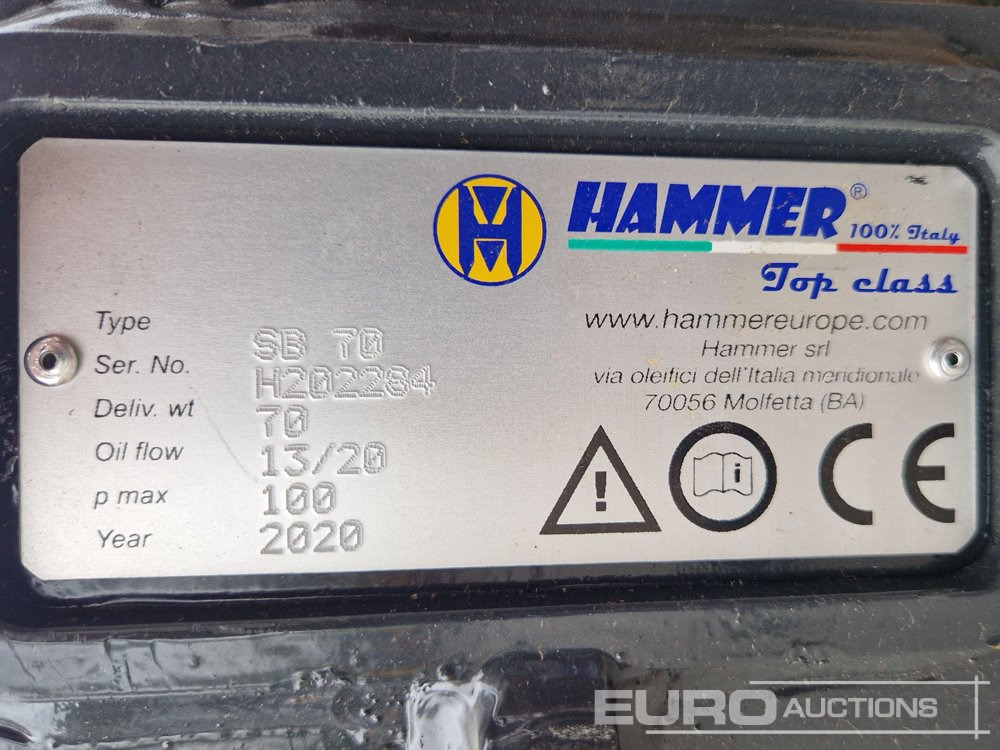 HAMMER®
100% Italy
Top class
www.hammereurope.com
Hammer srl
via oleifici dell'Italia meridionale
70056 Molfetta (BA)
Type SB 70
Ser. No. H202284
Deliv. wt 70
Oil flow 13/20
p max 100
Year 2020
CE
EURO AUCTIONS